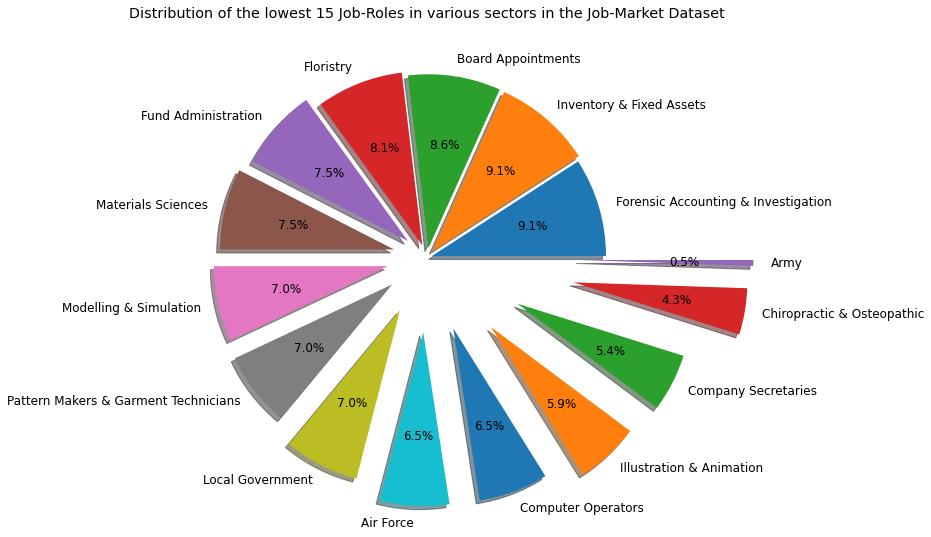 Distribution of the lowest 15 Job-Roles in various sectors in the Job-Market Dataset
Board Appointments
Floristry
Inventory & Fixed Assets
Fund Administration
8.6%
8.1%
9.1%
7.5%
Forensic Accounting & Investigation
Materials Sciences
7.5%
9.1%
0.5%
Army
7.0%
4.3%
Modelling & Simulation
Chiropractic & Osteopathic
7.0%
5.4%
Company Secretaries
Pattern Makers & Garment Technicians
7.0%
5.9%
6.5%
6.5%
Illustration & Animation
Local Government
Computer Operators
Air Force